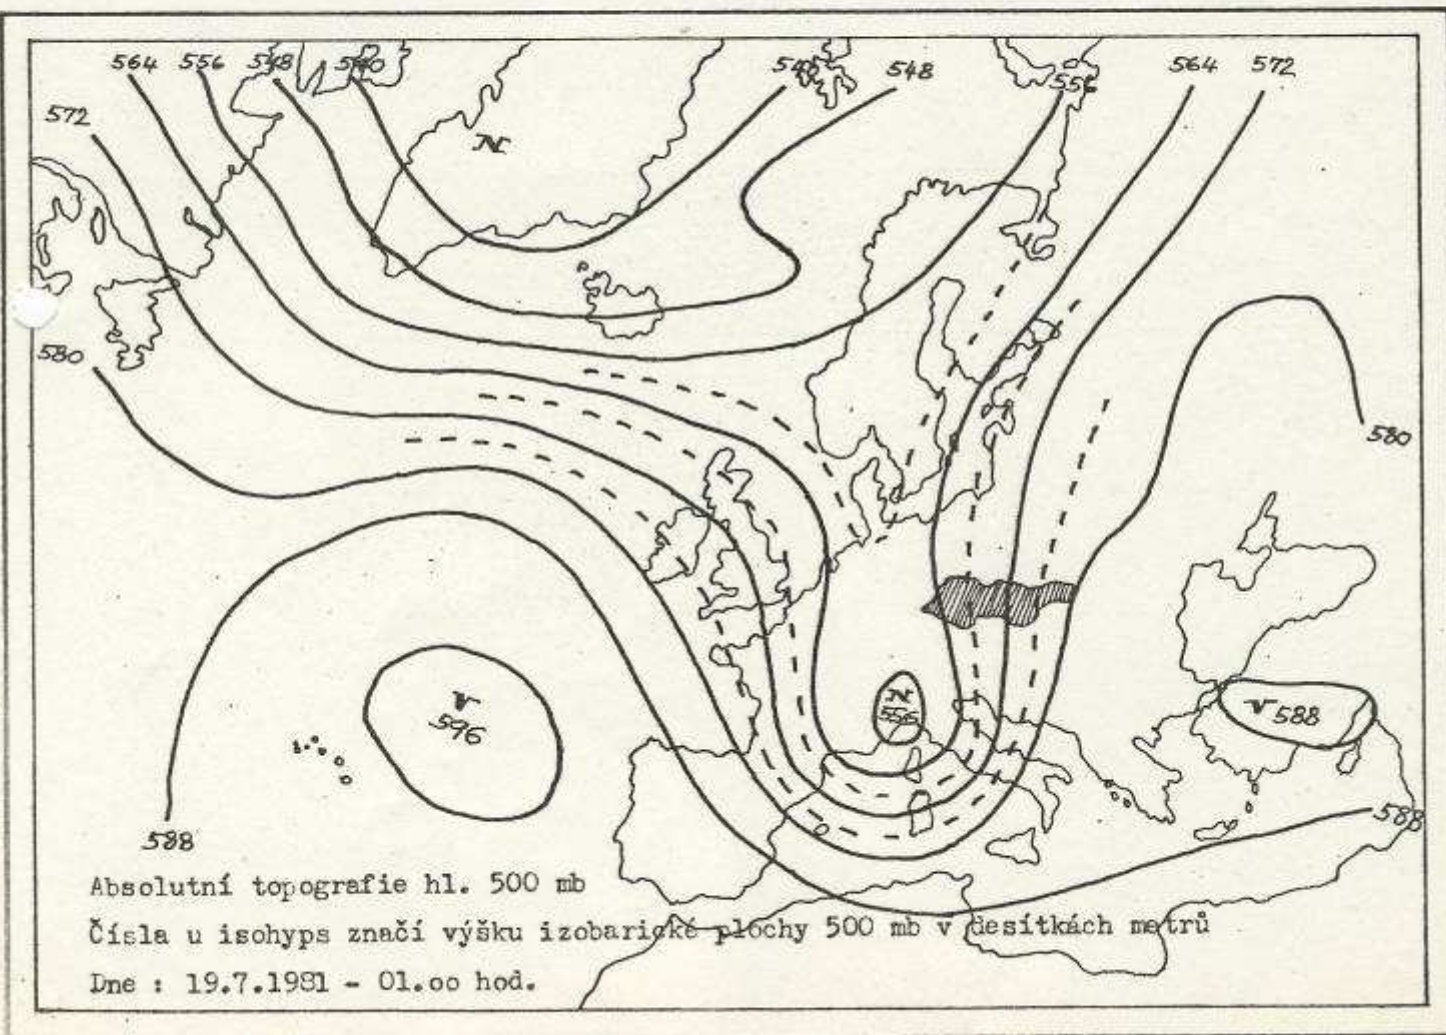 564 556 548 540 540 548 556 564 572
572
N
580
580
V
596
N
556
V 588
588
588
Absolutní topografie hl. 500 mb
Čísla u isohyps značí výšku izobarické plochy 500 mb v desítkách metrů
Dne : 19.7.1981 - 01.oo hod.